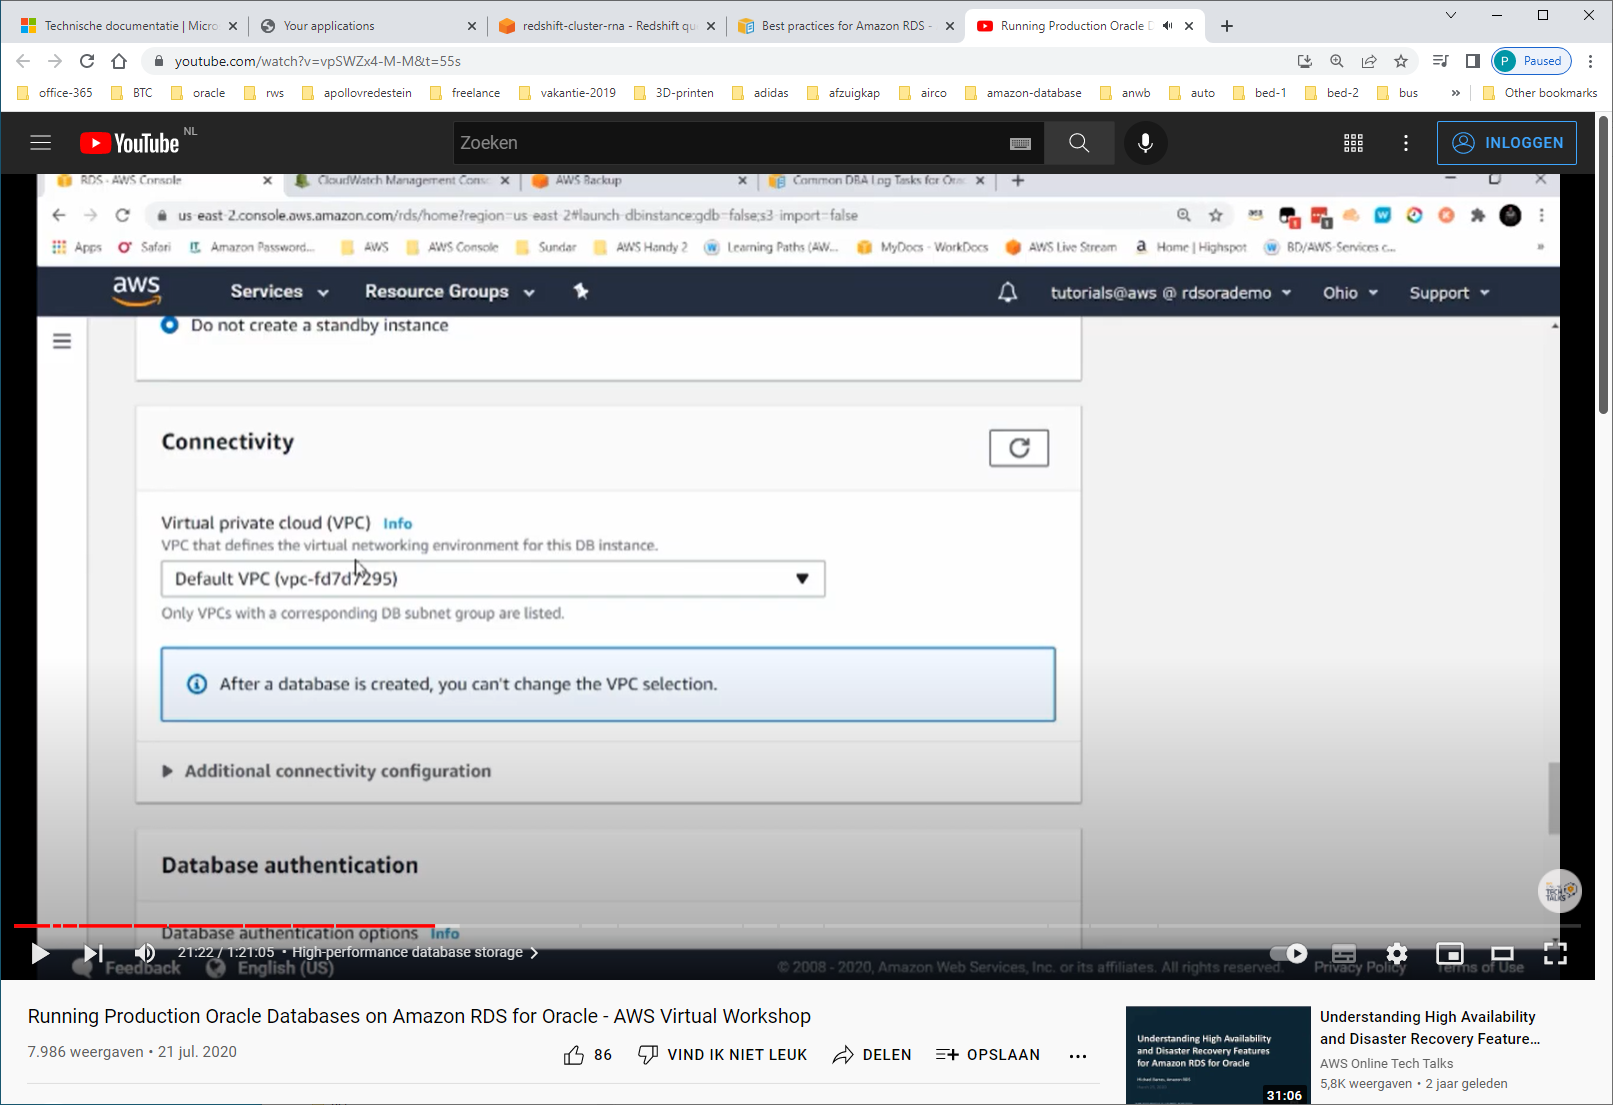 Technische documentatie | Micro
Your applications
redshift-cluster-rna - Redshift qu
Best practices for Amazon RDS -
Running Production Oracle D
youtube.com/watch?v=vpSWZx4-M-M&t=55s
P Paused
office-365 BTC oracle rws apollovredestein freelance vakantie-2019 3D-printen adidas afzuigkap airco amazon-database anwb auto bed-1 bed-2 bus » Other bookmarks
YouTube NL
Zoeken
INLOGGEN
RDS - AWS Console
CloudWatch Management Conso
AWS Backup
Common DBA Log Tasks for Orac
us-east-2.console.aws.amazon.com/rds/home?region=us-east-2#launch-dbinstance:gdb=false;s3-import=false
Apps Safari Amazon Password... AWS AWS Console Sundar AWS Handy 2 Learning Paths (AW... MyDocs - WorkDocs AWS Live Stream Home | Highspot BD/AWS-Services c... »
aws Services Resource Groups tutorials@aws @ rdsorademo Ohio Support
Do not create a standby instance
Connectivity
Virtual private cloud (VPC) Info
VPC that defines the virtual networking environment for this DB instance.
Default VPC (vpc-fd7d7295)
Only VPCs with a corresponding DB subnet group are listed.
After a database is created, you can't change the VPC selection.
Additional connectivity configuration
Database authentication
TECH
TALKS
Database authentication options Info
21:22 / 1:21:05 • High-performance database storage
Feedback English (US) © 2008 - 2020, Amazon Web Services, Inc. or its affiliates. All rights reserved. Privacy Policy Terms of Use
Running Production Oracle Databases on Amazon RDS for Oracle - AWS Virtual Workshop
7.986 weergaven • 21 jul. 2020
86 VIND IK NIET LEUK DELEN OPSLAAN
Understanding High Availability
and Disaster Recovery Features
for Amazon RDS for Oracle
31:06
Understanding High Availability
and Disaster Recovery Feature...
AWS Online Tech Talks
5,8K weergaven • 2 jaar geleden